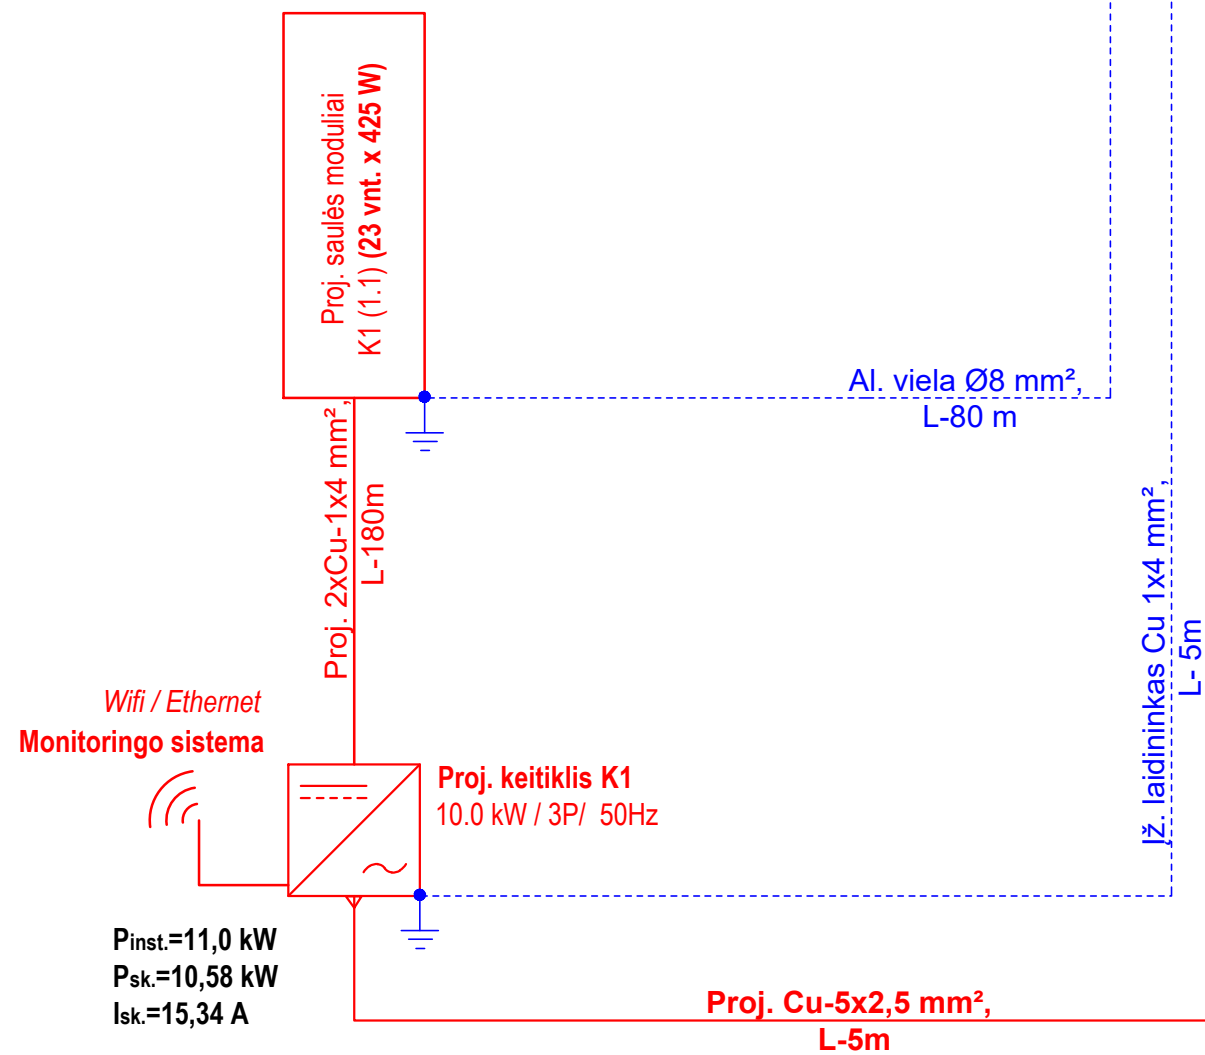 Proj. saulės moduliai
K1 (1.1) (23 vnt. x 425 W)
Al. viela Ø8 mm²,
L-80 m
Proj. 2xCu-1x4 mm²,
L-180m
Įž. laidininkas Cu 1x4 mm²,
L- 5m
Wifi / Ethernet
Monitoringo sistema
Proj. keitiklis K1
10.0 kW / 3P/ 50Hz
Pinst.=11,0 kW
Psk.=10,58 kW
Isk.=15,34 A
Proj. Cu-5x2,5 mm²,
L-5m